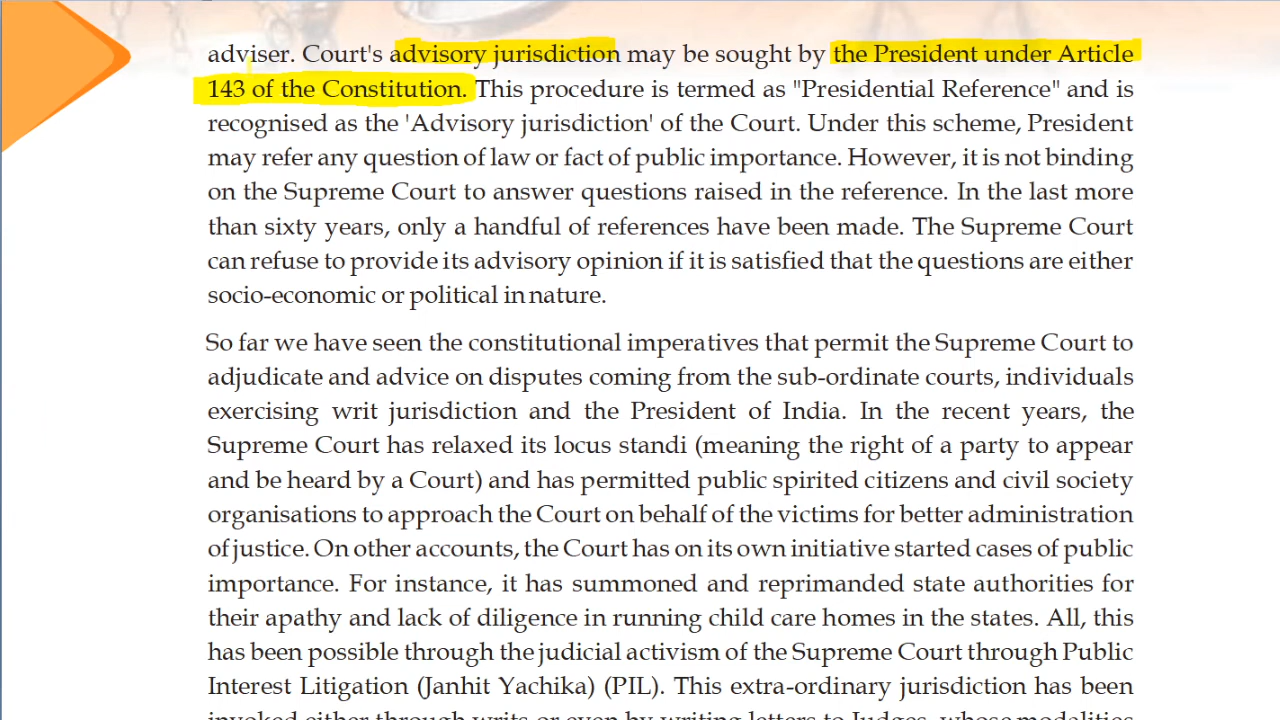 adviser. Court's advisory jurisdiction may be sought by the President under Article
143 of the Constitution. This procedure is termed as "Presidential Reference" and is
recognised as the 'Advisory jurisdiction' of the Court. Under this scheme, President
may refer any question of law or fact of public importance. However, it is not binding
on the Supreme Court to answer questions raised in the reference. In the last more
than sixty years, only a handful of references have been made. The Supreme Court
can refuse to provide its advisory opinion if it is satisfied that the questions are either
socio-economic or political in nature.
So far we have seen the constitutional imperatives that permit the Supreme Court to
adjudicate and advice on disputes coming from the sub-ordinate courts, individuals
exercising writ jurisdiction and the President of India. In the recent years, the
Supreme Court has relaxed its locus standi (meaning the right of a party to appear
and be heard by a Court) and has permitted public spirited citizens and civil society
organisations to approach the Court on behalf of the victims for better administration
of justice. On other accounts, the Court has on its own initiative started cases of public
importance. For instance, it has summoned and reprimanded state authorities for
their apathy and lack of diligence in running child care homes in the states. All, this
has been possible through the judicial activism of the Supreme Court through Public
Interest Litigation (Janhit Yachika) (PIL). This extra-ordinary jurisdiction has been
invoked either through writs or even by writing letters to Judges, whose modalities